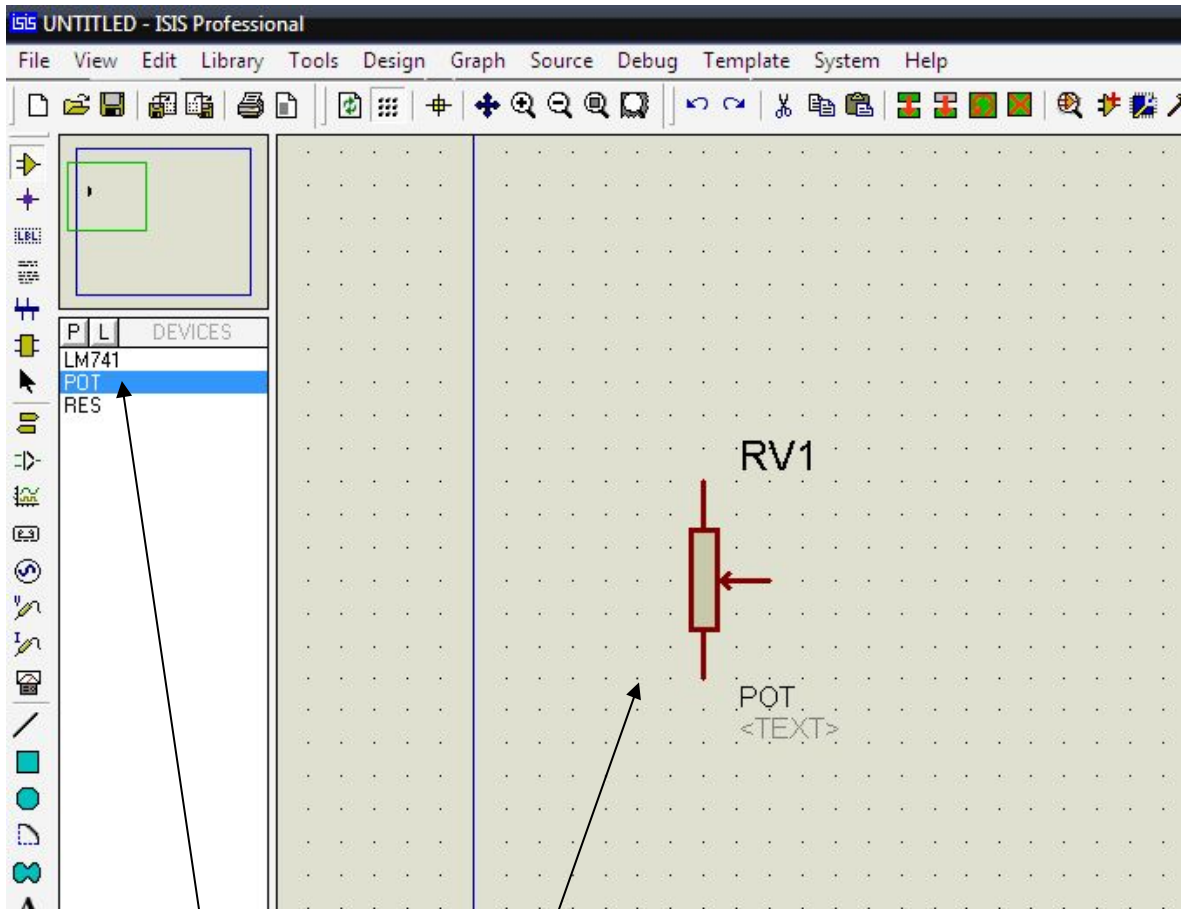 isis UNTITLED - ISIS Professional
File View Edit Library Tools Design Graph Source Debug Template System Help
LBL
P L DEVICES
LM741
POT
RES
RV1
POT
<TEXT>
V
I
A